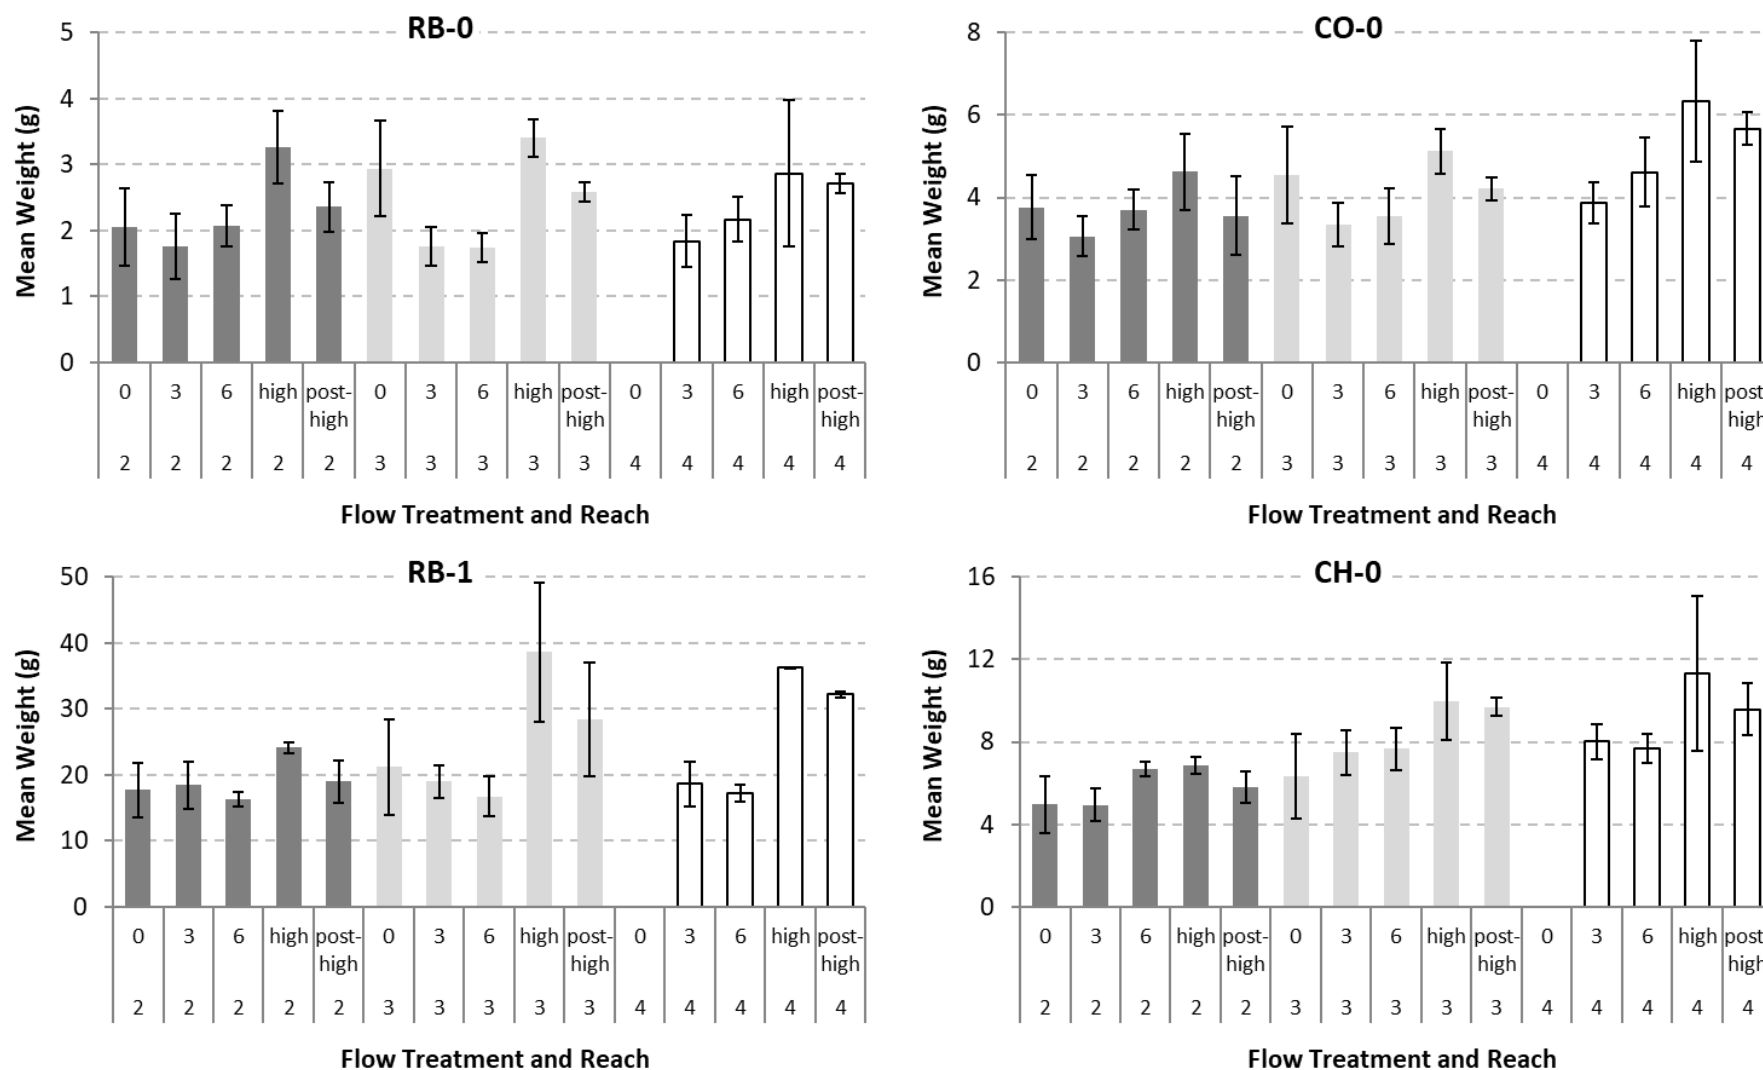 RB-0
Mean Weight (g)
5
4
3
2
1
0
0 3 6 high post-high 0 3 6 high post-high 0 3 6 high post-high
2 2 2 2 2 3 3 3 3 3 4 4 4 4 4
Flow Treatment and Reach
CO-0
Mean Weight (g)
8
6
4
2
0
0 3 6 high post-high 0 3 6 high post-high 0 3 6 high post high
2 2 2 2 2 3 3 3 3 3 4 4 4 4 4
Flow Treatment and Reach
RB-1
Mean Weight (g)
50
40
30
20
10
0
0 3 6 high post-high 0 3 6 high post-high 0 3 6 high post-high
2 2 2 2 2 3 3 3 3 3 4 4 4 4 4
Flow Treatment and Reach
CH-0
Mean Weight (g)
16
12
8
4
0
0 3 6 high post-high 0 3 6 high post-high 0 3 6 high post high
2 2 2 2 2 3 3 3 3 3 4 4 4 4 4
Flow Treatment and Reach